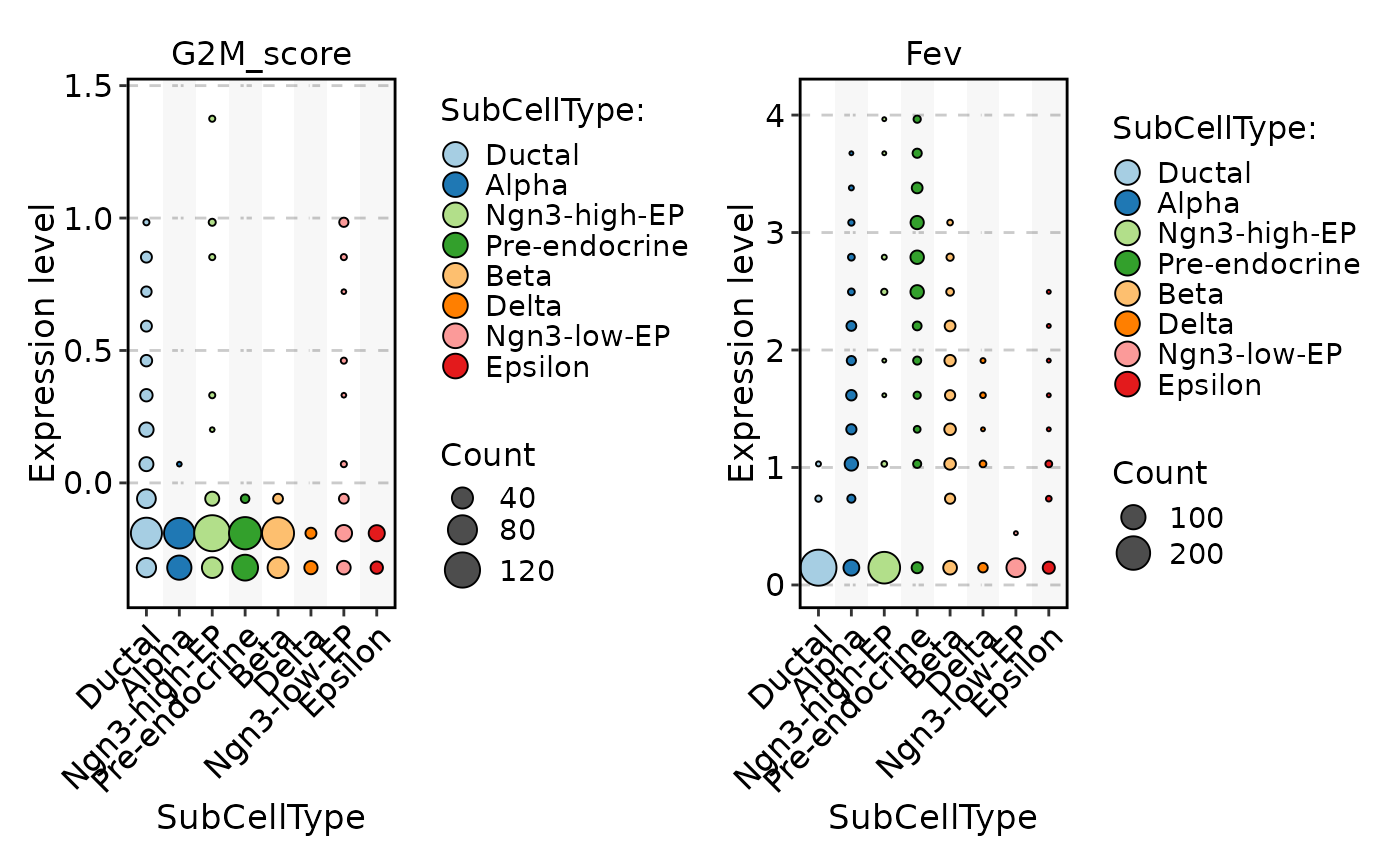 G2M_score
Expression level
1.5
1.0
0.5
0.0
Ductal
Alpha
Ngn3-high-EP
Pre-endocrine
Beta
Delta
Ngn3-low-EP
Epsilon
SubCellType
SubCellType:
Ductal
Alpha
Ngn3-high-EP
Pre-endocrine
Beta
Delta
Ngn3-low-EP
Epsilon
Count
40
80
120
Fev
Expression level
4
3
2
1
0
Ductal
Alpha
Ngn3-high-EP
Pre-endocrine
Beta
Delta
Ngn3-low-EP
Epsilon
SubCellType
SubCellType:
Ductal
Alpha
Ngn3-high-EP
Pre-endocrine
Beta
Delta
Ngn3-low-EP
Epsilon
Count
100
200